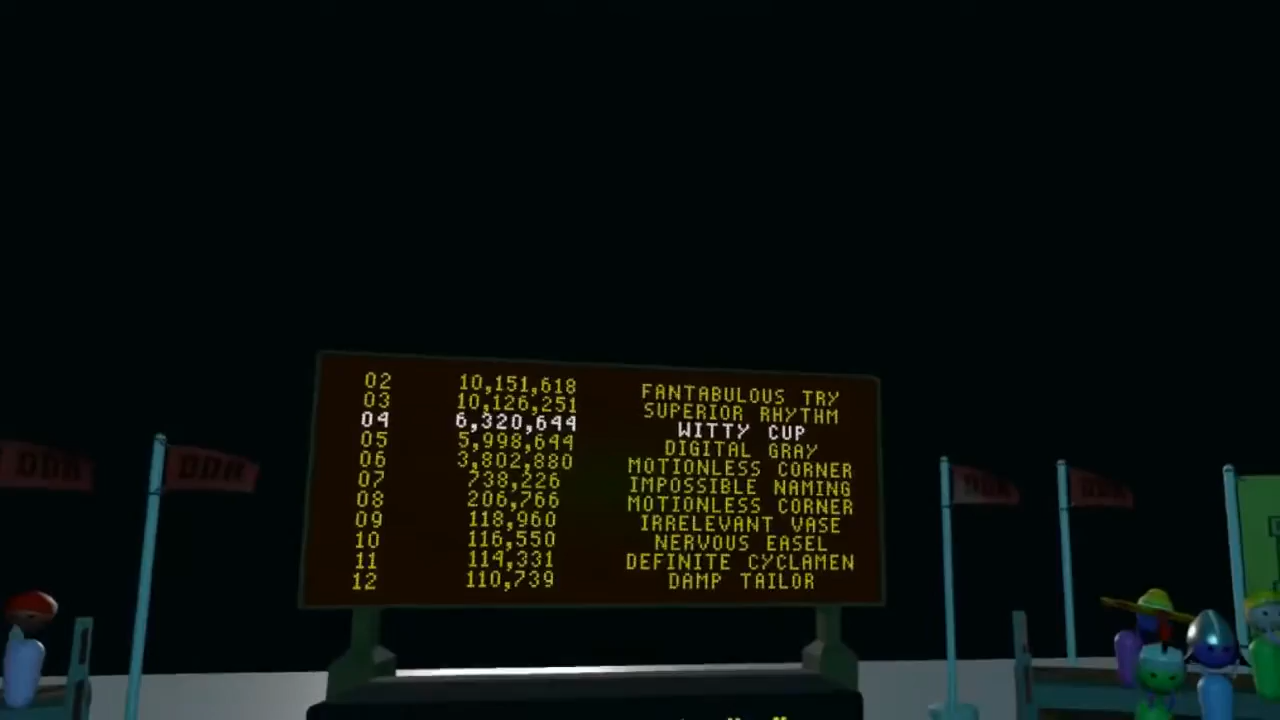 02 10,151,618 FANTABULOUS TRY
03 10,126,251 SUPERIOR RHYTHM
04 6,320,644 WITTY CUP
05 5,998,644 DIGITAL GRAY
06 3,802,880 MOTIONLESS CORNER
07 738,226 IMPOSSIBLE NAMING
08 206,766 MOTIONLESS CORNER
09 118,960 IRRELEVANT VASE
10 116,550 NERVOUS EASEL
11 114,331 DEFINITE CYCLAMEN
12 110,739 DAMP TAILOR